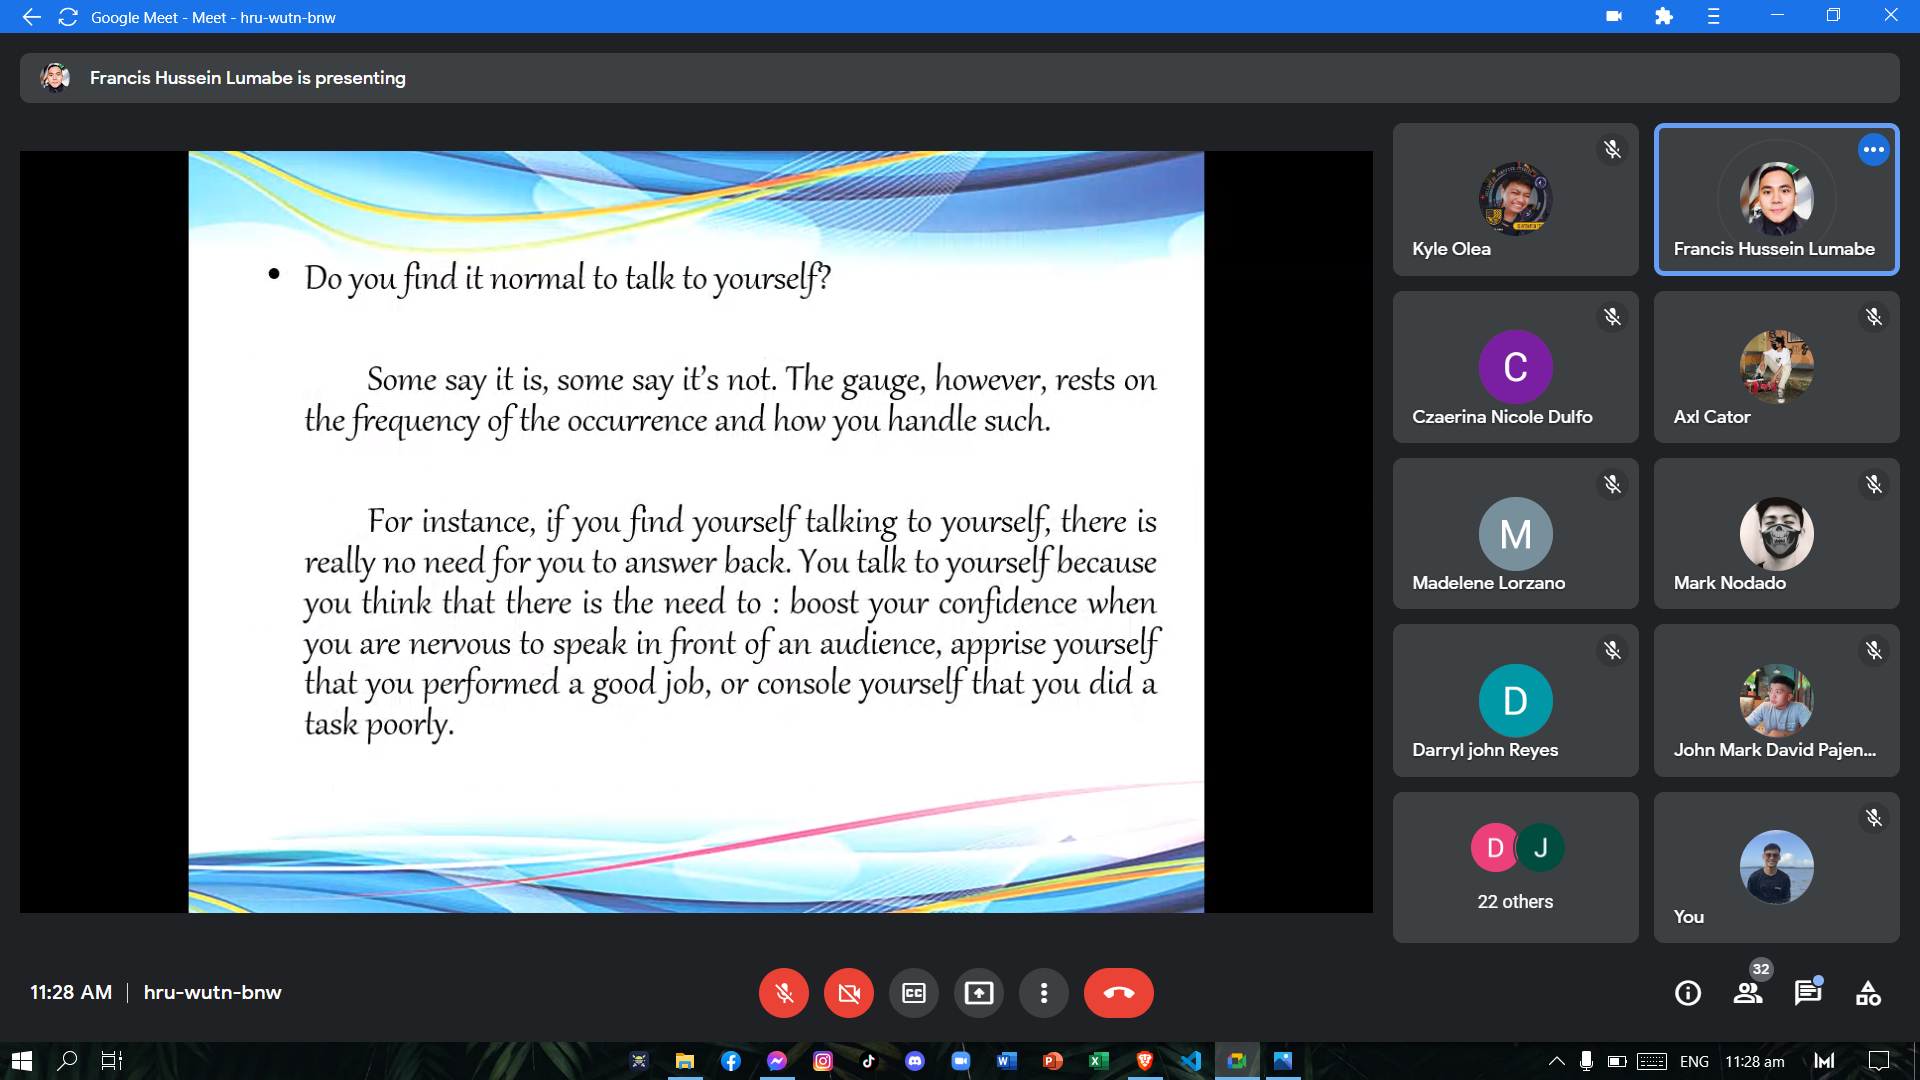 Google Meet - Meet - hru-wutn-bnw
Francis Hussein Lumabe is presenting
• Do you find it normal to talk to yourself?
Some say it is, some say it's not. The gauge, however, rests on
the frequency of the occurrence and how you handle such.
For instance, if you find yourself talking to yourself, there is
really no need for you to answer back. You talk to yourself because
you think that there is the need to : boost your confidence when
you are nervous to speak in front of an audience, apprise yourself
that you performed a good job, or console yourself that you did a
task poorly.
Kyle Olea
Francis Hussein Lumabe
C
Czaerina Nicole Dulfo
Axl Cator
M
Madelene Lorzano
Mark Nodado
D
Darryl john Reyes
John Mark David Pajen...
D J
22 others
You
11:28 AM | hru-wutn-bnw
CC
32
ENG 11:28 am